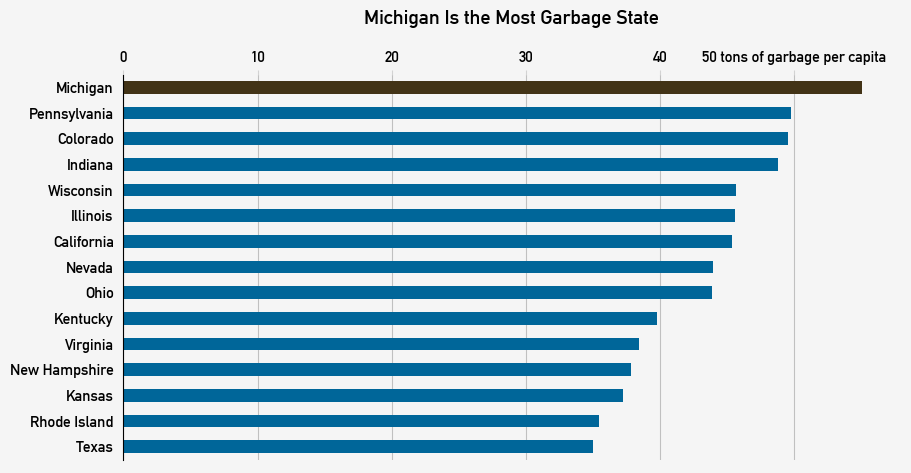 Michigan Is the Most Garbage State
0 10 20 30 40 50 tons of garbage per capita
Michigan
Pennsylvania
Colorado
Indiana
Wisconsin
Illinois
California
Nevada
Ohio
Kentucky
Virginia
New Hampshire
Kansas
Rhode Island
Texas